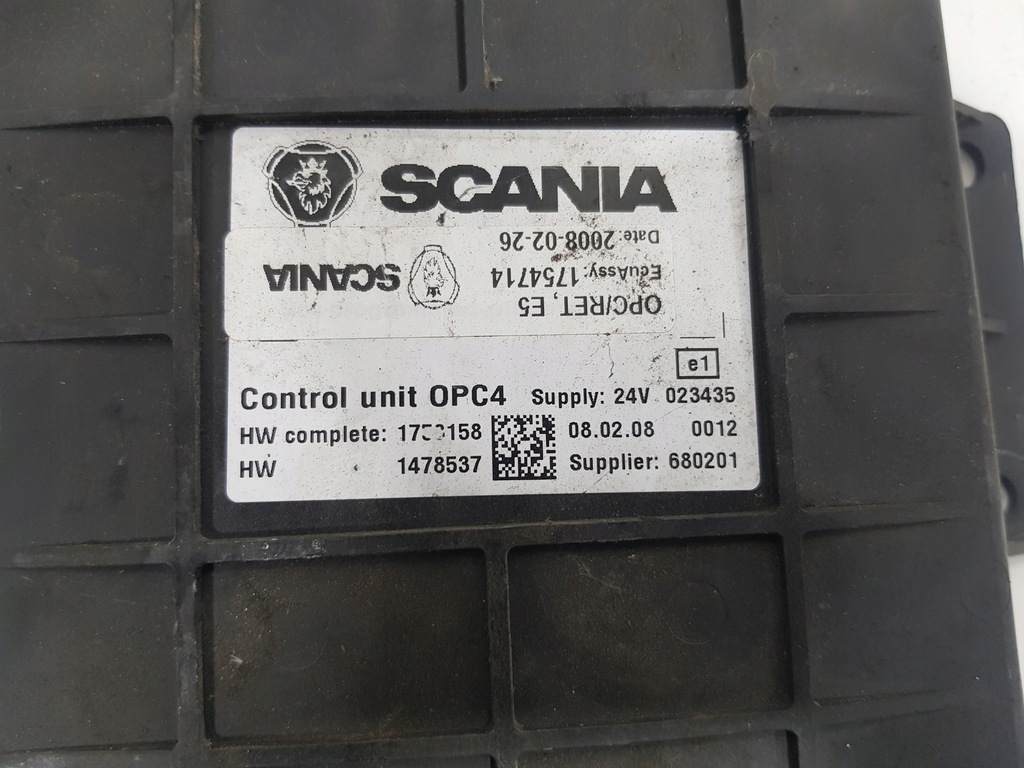 SCANIA
OPC/RET, E5
EcuAssy: 1754714
Date: 2008-02-26
SCANIA
e1
Control unit OPC4 Supply: 24V 023435
HW complete: 08.02.08 0012
HW 1478537 Supplier: 680201